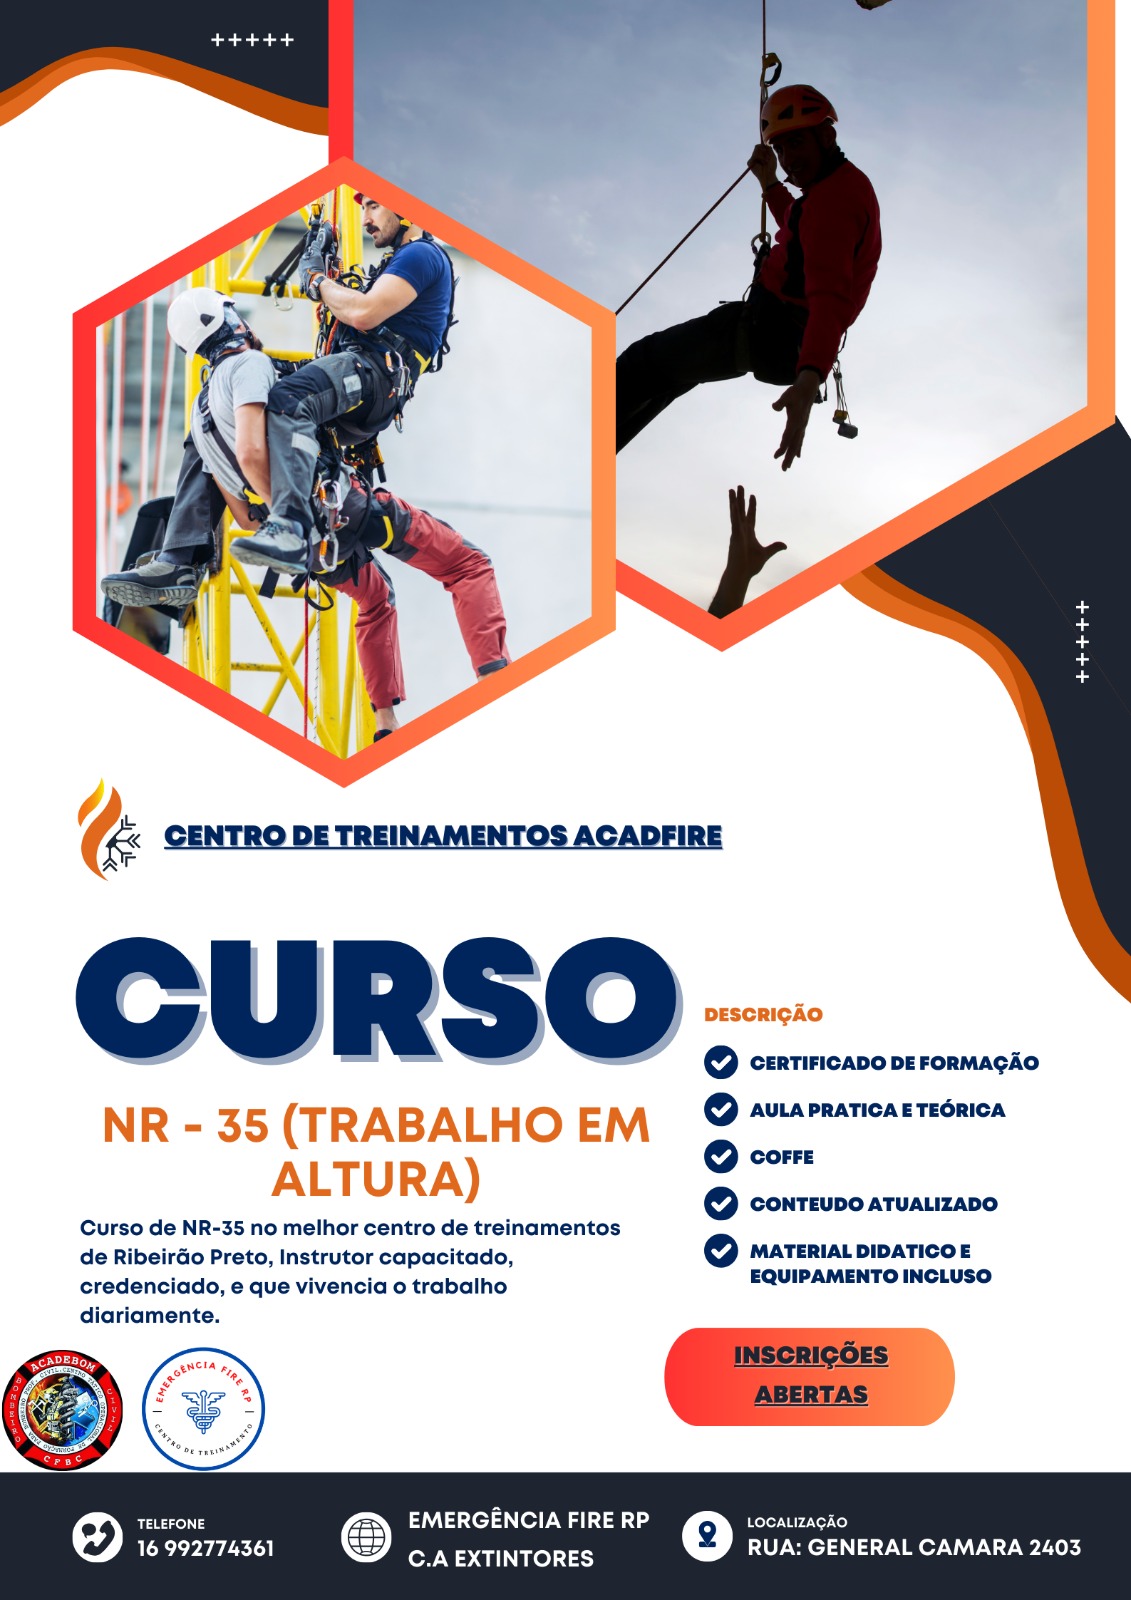 +++++
+++++
CENTRO DE TREINAMENTOS ACADFIRE
CURSO
NR - 35 (TRABALHO EM
ALTURA)
Curso de NR-35 no melhor centro de treinamentos
de Ribeirão Preto, Instrutor capacitado,
credenciado, e que vivencia o trabalho
diariamente.
DESCRIÇÃO
CERTIFICADO DE FORMAÇÃO
AULA PRATICA E TEÓRICA
COFFE
CONTEUDO ATUALIZADO
MATERIAL DIDATICO E
EQUIPAMENTO INCLUSO
INSCRIÇÕES
ABERTAS
ACADEBOM
BOMBEIRO
CIVIL
CFBC
EMERGÊNCIA FIRE RP
CENTRO DE TREINAMENTO
TELEFONE
16 992774361
EMERGÊNCIA FIRE RP
C.A EXTINTORES
LOCALIZAÇÃO
RUA: GENERAL CAMARA 2403